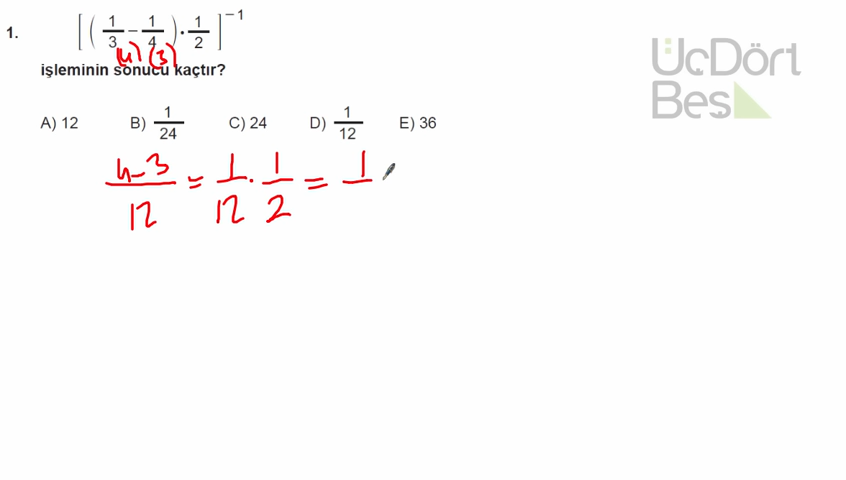 1. [ ( 1/3 − 1/4 ) · 1/2 ]⁻¹
(4) (3)
işleminin sonucu kaçtır?
A) 12 B) 1/24 C) 24 D) 1/12 E) 36
4-3/12 = 1/12 · 1/2 = 1/
ÜçDört
Beş